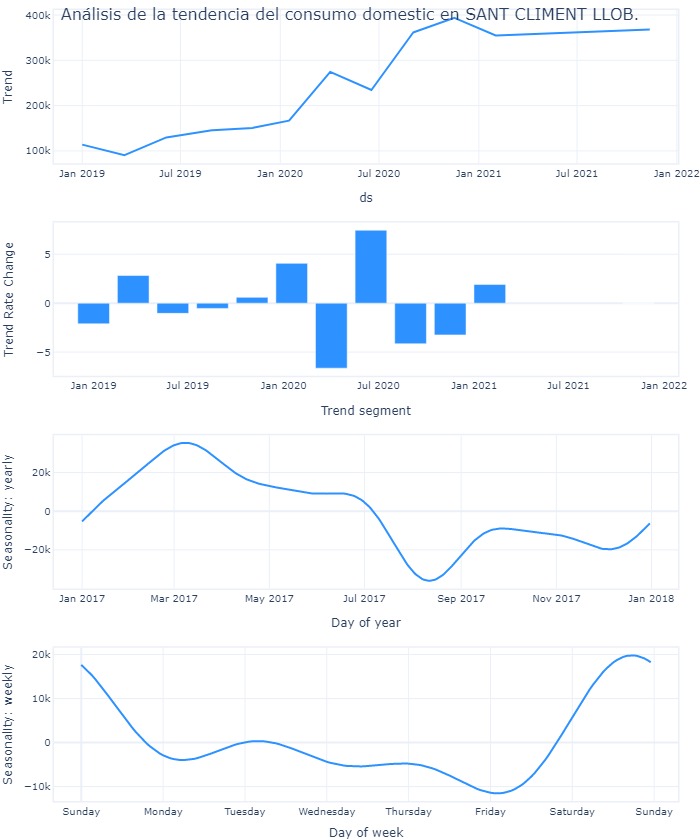 Análisis de la tendencia del consumo domestic en SANT CLIMENT LLOB.
400k
300k
200k
100k
Trend
Jan 2019 Jul 2019 Jan 2020 Jul 2020 Jan 2021 Jul 2021 Jan 2022
ds
5
0
−5
Trend Rate Change
Jan 2019 Jul 2019 Jan 2020 Jul 2020 Jan 2021 Jul 2021 Jan 2022
Trend segment
20k
0
−20k
Seasonality: yearly
Jan 2017 Mar 2017 May 2017 Jul 2017 Sep 2017 Nov 2017 Jan 2018
Day of year
20k
10k
0
−10k
Seasonality: weekly
Sunday Monday Tuesday Wednesday Thursday Friday Saturday Sunday
Day of week